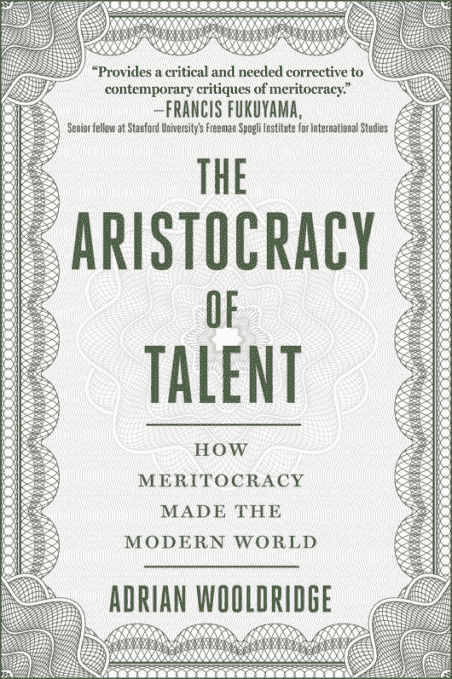 “Provides a critical and needed corrective to
contemporary critiques of meritocracy.”
—FRANCIS FUKUYAMA,
Senior fellow at Stanford University's Freeman Spogli Institute for International Studies
THE
ARISTOCRACY
OF
TALENT
HOW
MERITOCRACY
MADE THE
MODERN WORLD
ADRIAN WOOLDRIDGE